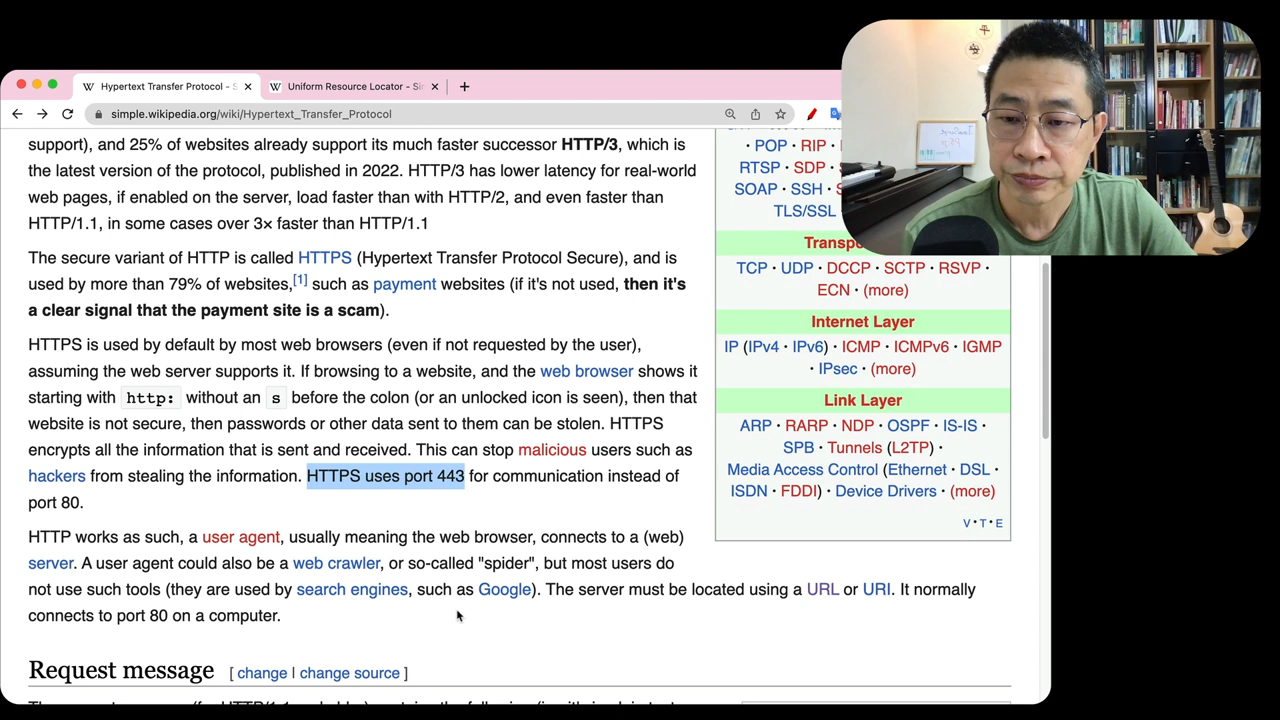 Hypertext Transfer Protocol - S
Uniform Resource Locator - Si
simple.wikipedia.org/wiki/Hypertext_Transfer_Protocol
support), and 25% of websites already support its much faster successor HTTP/3, which is
the latest version of the protocol, published in 2022. HTTP/3 has lower latency for real-world
web pages, if enabled on the server, load faster than with HTTP/2, and even faster than
HTTP/1.1, in some cases over 3× faster than HTTP/1.1
The secure variant of HTTP is called HTTPS (Hypertext Transfer Protocol Secure), and is
used by more than 79% of websites,[1] such as payment websites (if it's not used, then it's
a clear signal that the payment site is a scam).
HTTPS is used by default by most web browsers (even if not requested by the user),
assuming the web server supports it. If browsing to a website, and the web browser shows it
starting with http: without an s before the colon (or an unlocked icon is seen), then that
website is not secure, then passwords or other data sent to them can be stolen. HTTPS
encrypts all the information that is sent and received. This can stop malicious users such as
hackers from stealing the information. HTTPS uses port 443 for communication instead of
port 80.
HTTP works as such, a user agent, usually meaning the web browser, connects to a (web)
server. A user agent could also be a web crawler, or so-called "spider", but most users do
not use such tools (they are used by search engines, such as Google). The server must be located using a URL or URI. It normally
connects to port 80 on a computer.
Request message [ change | change source ]
· POP · RIP ·
RTSP · SDP ·
SOAP · SSH · S
TLS/SSL
Transpo
TCP · UDP · DCCP · SCTP · RSVP ·
ECN · (more)
Internet Layer
IP (IPv4 · IPv6) · ICMP · ICMPv6 · IGMP
· IPsec · (more)
Link Layer
ARP · RARP · NDP · OSPF · IS-IS ·
SPB · Tunnels (L2TP) ·
Media Access Control (Ethernet · DSL ·
ISDN · FDDI) · Device Drivers · (more)
V · T · E